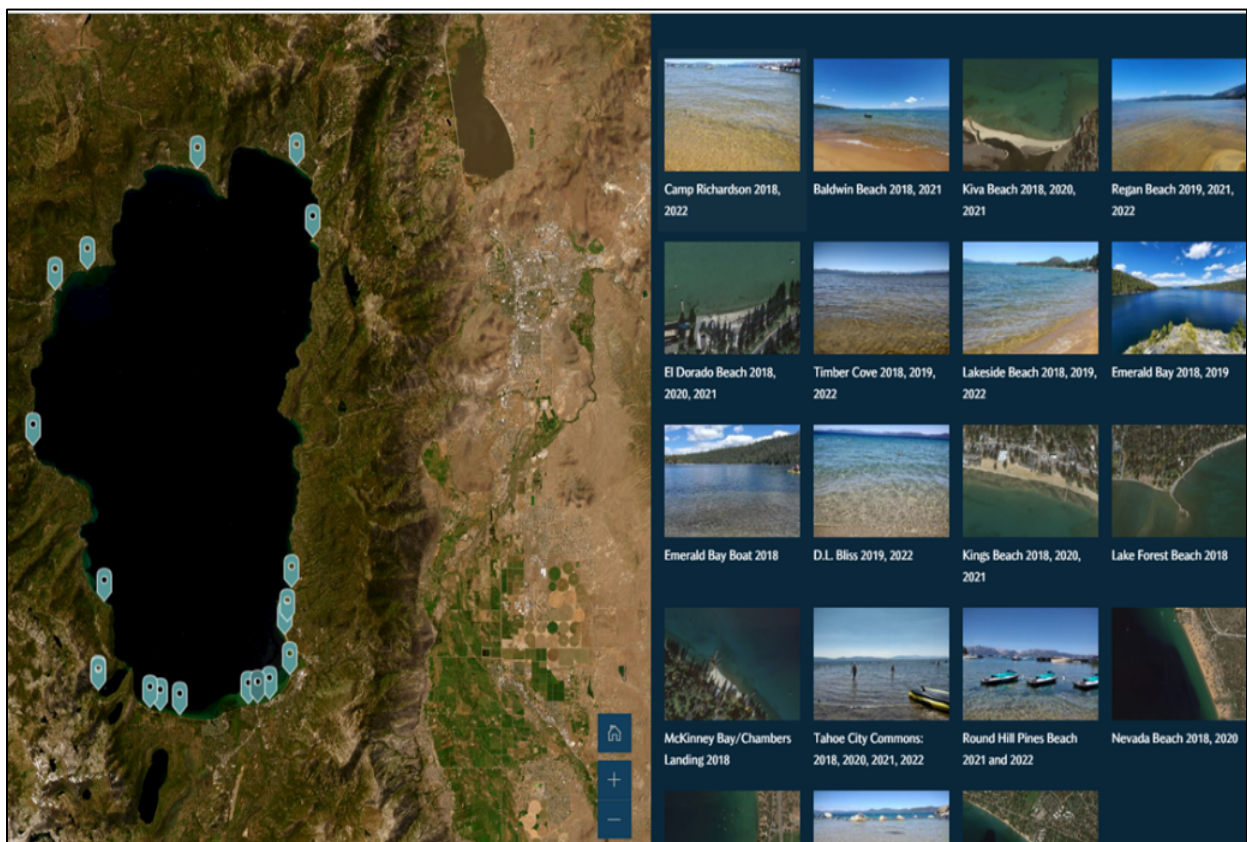 Camp Richardson 2018,
2022
Baldwin Beach 2018, 2021
Kiva Beach 2018, 2020,
2021
Regan Beach 2019, 2021,
2022
El Dorado Beach 2018,
2020, 2021
Timber Cove 2018, 2019,
2022
Lakeside Beach 2018, 2019,
2022
Emerald Bay 2018, 2019
Emerald Bay Boat 2018
D.L. Bliss 2019, 2022
Kings Beach 2018, 2020,
2021
Lake Forest Beach 2018
McKinney Bay/Chambers
Landing 2018
Tahoe City Commons:
2018, 2020, 2021, 2022
Round Hill Pines Beach
2021 and 2022
Nevada Beach 2018, 2020
+
−